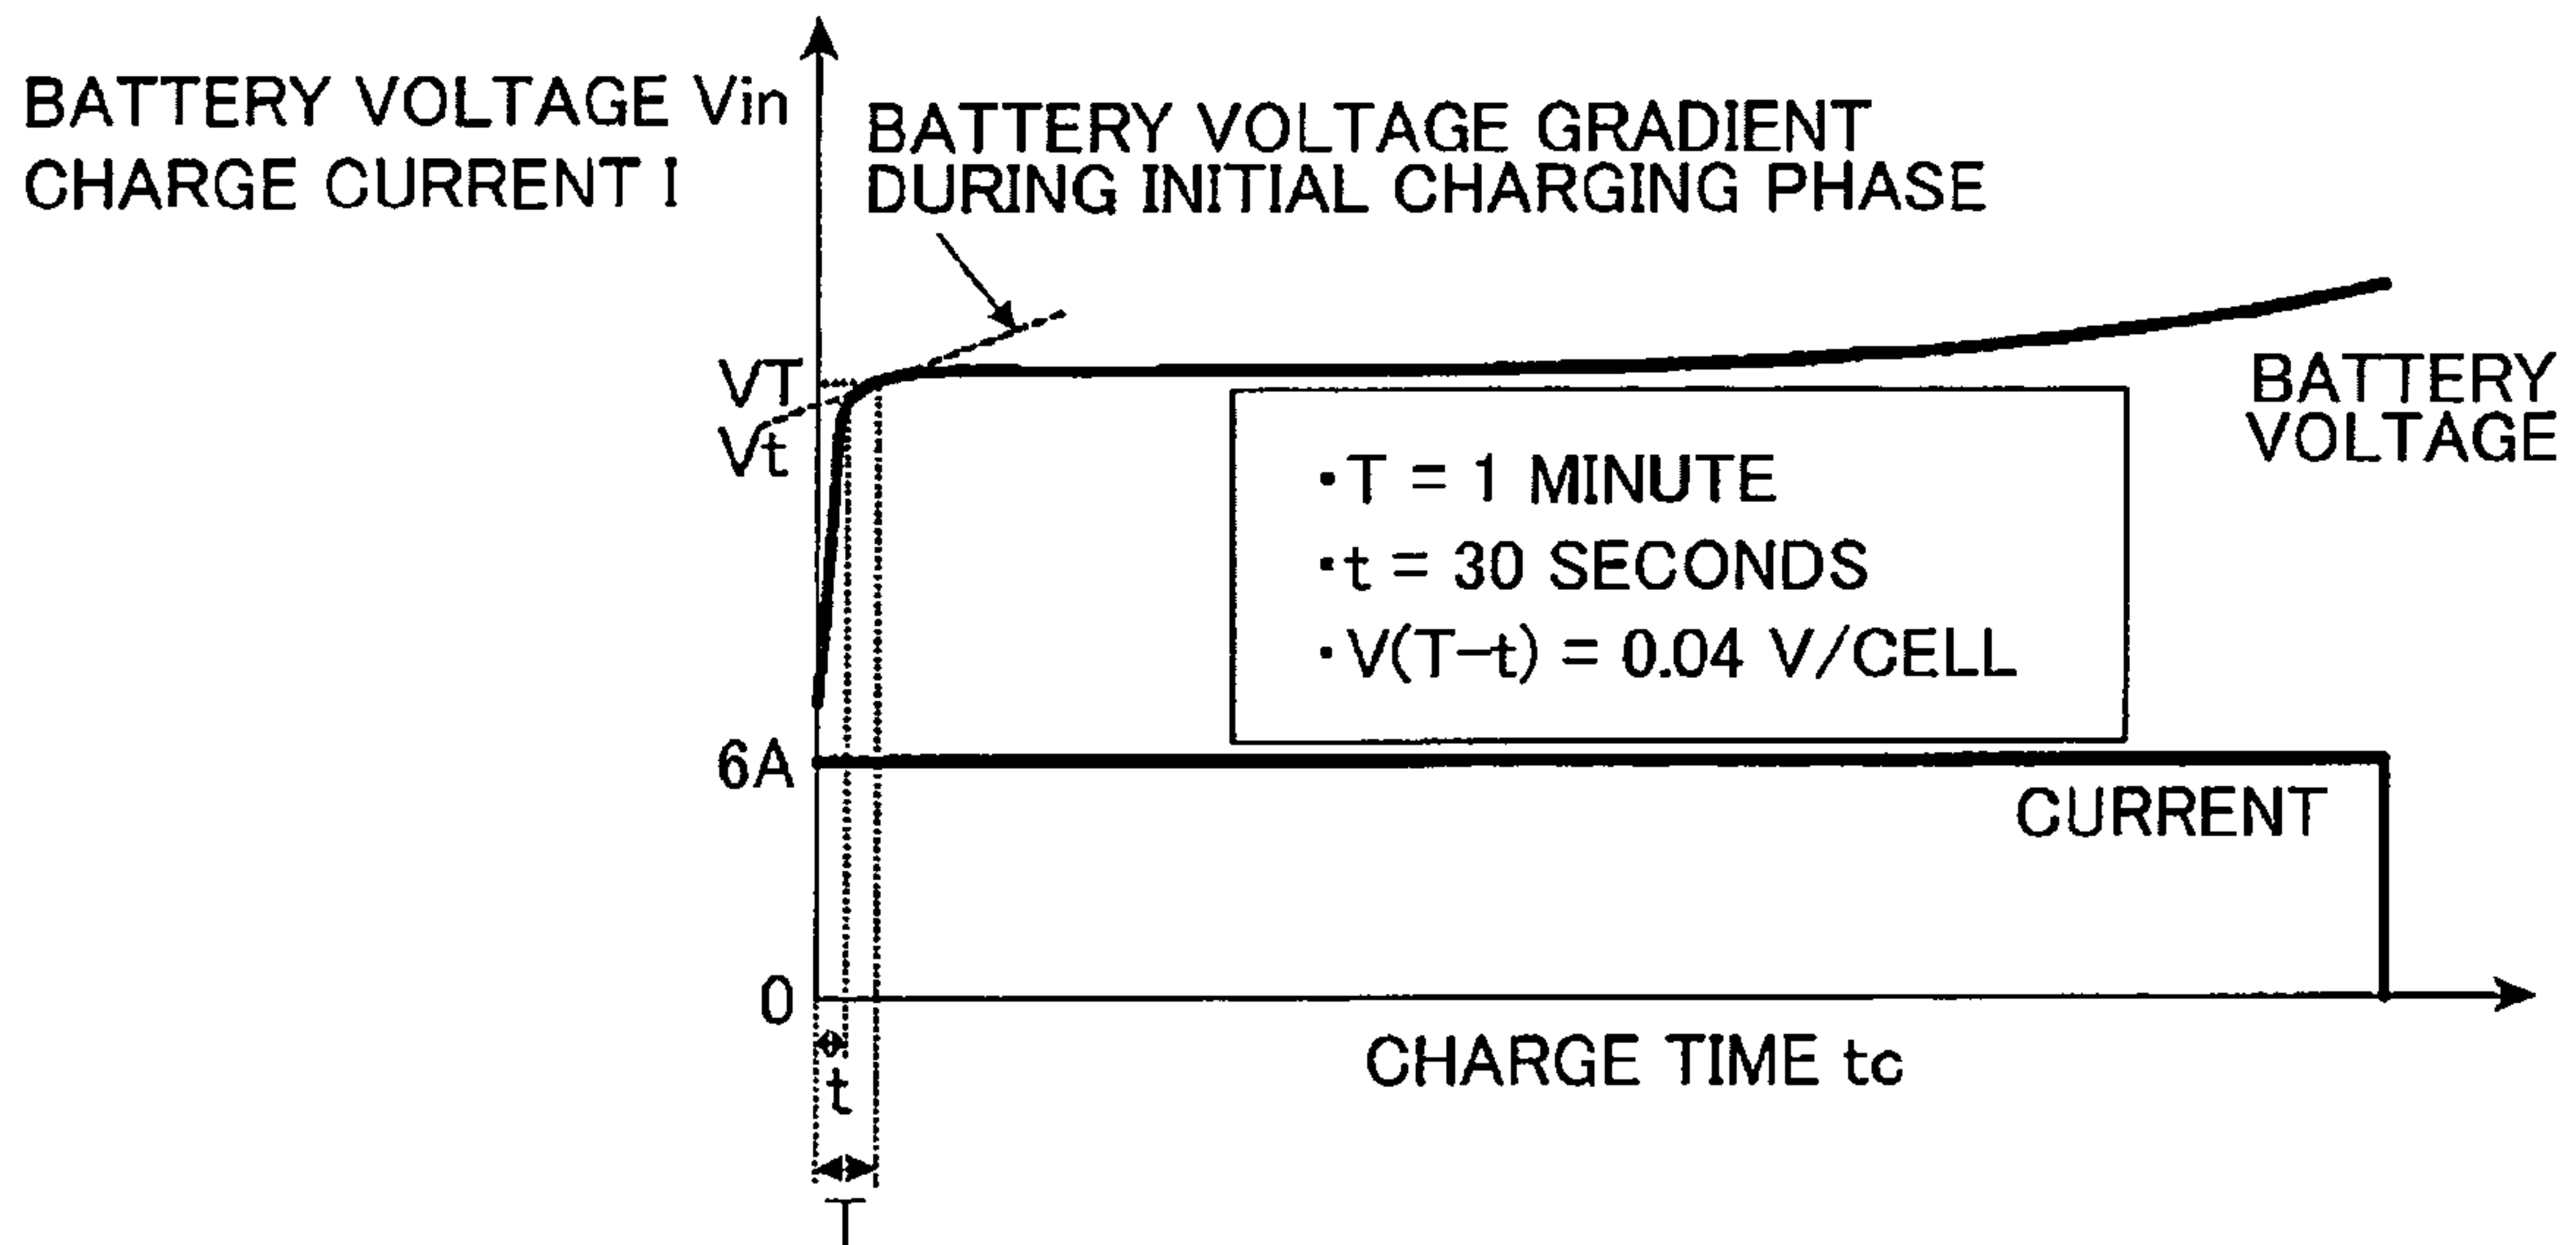 BATTERY VOLTAGE Vin
CHARGE CURRENT I
BATTERY VOLTAGE GRADIENT
DURING INITIAL CHARGING PHASE
VT
Vt
BATTERY
VOLTAGE
・T = 1 MINUTE
・t = 30 SECONDS
・V(T-t) = 0.04 V/CELL
6A
CURRENT
0
CHARGE TIME tc
t
T